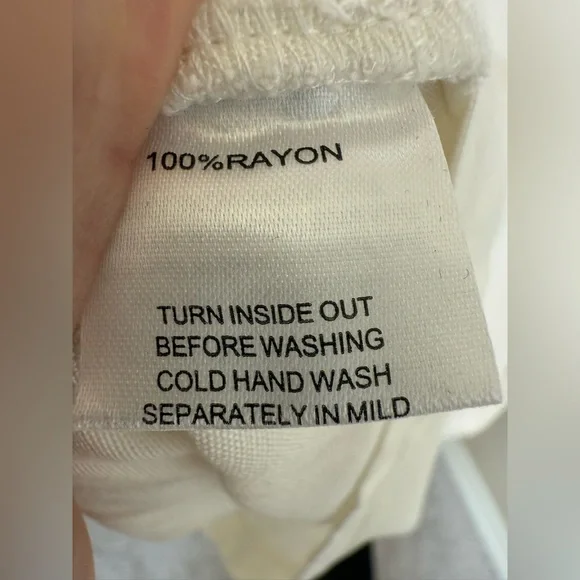 100%RAYON
TURN INSIDE OUT
BEFORE WASHING
COLD HAND WASH
SEPARATELY IN MILD